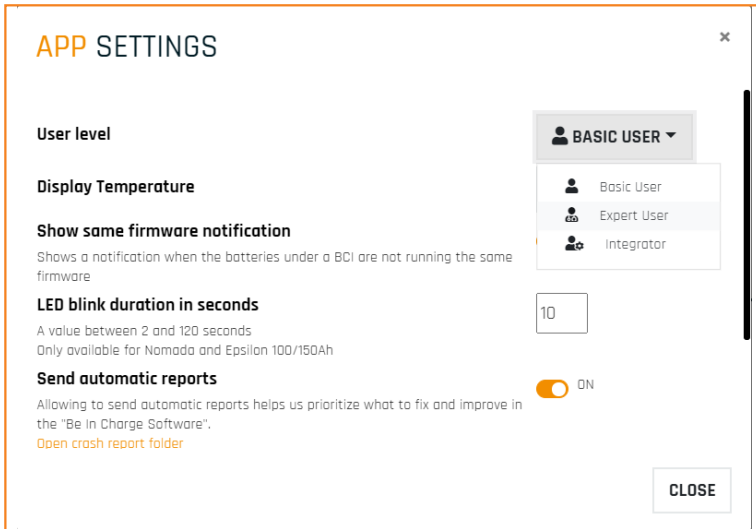 APP SETTINGS
×
User level
BASIC USER
Display Temperature
Basic User
Expert User
Integrator
Show same firmware notification
Shows a notification when the batteries under a BCI are not running the same
firmware
LED blink duration in seconds
10
A value between 2 and 120 seconds
Only available for Nomada and Epsilon 100/150Ah
Send automatic reports
ON
Allowing to send automatic reports helps us prioritize what to fix and improve in
the "Be In Charge Software".
Open crash report folder
CLOSE